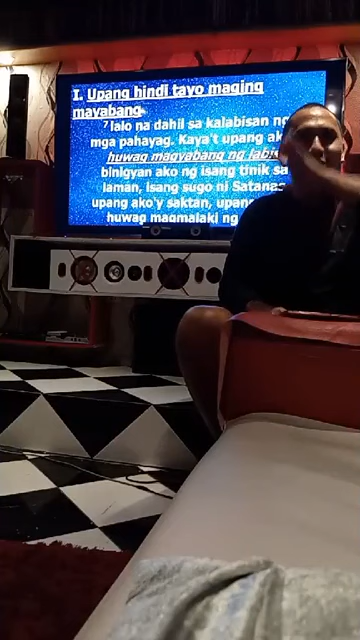 I. Upang hindi tayo maging
mayabang-
7 lalo na dahil sa kalabisan ng
mga pahayag. Kaya't upang
huwag magyabang ng
binigyan ako ng isang tinik sa
laman, isang sugo ni Satanas
upang ako'y saktan, upang
huwag magmalaki ng